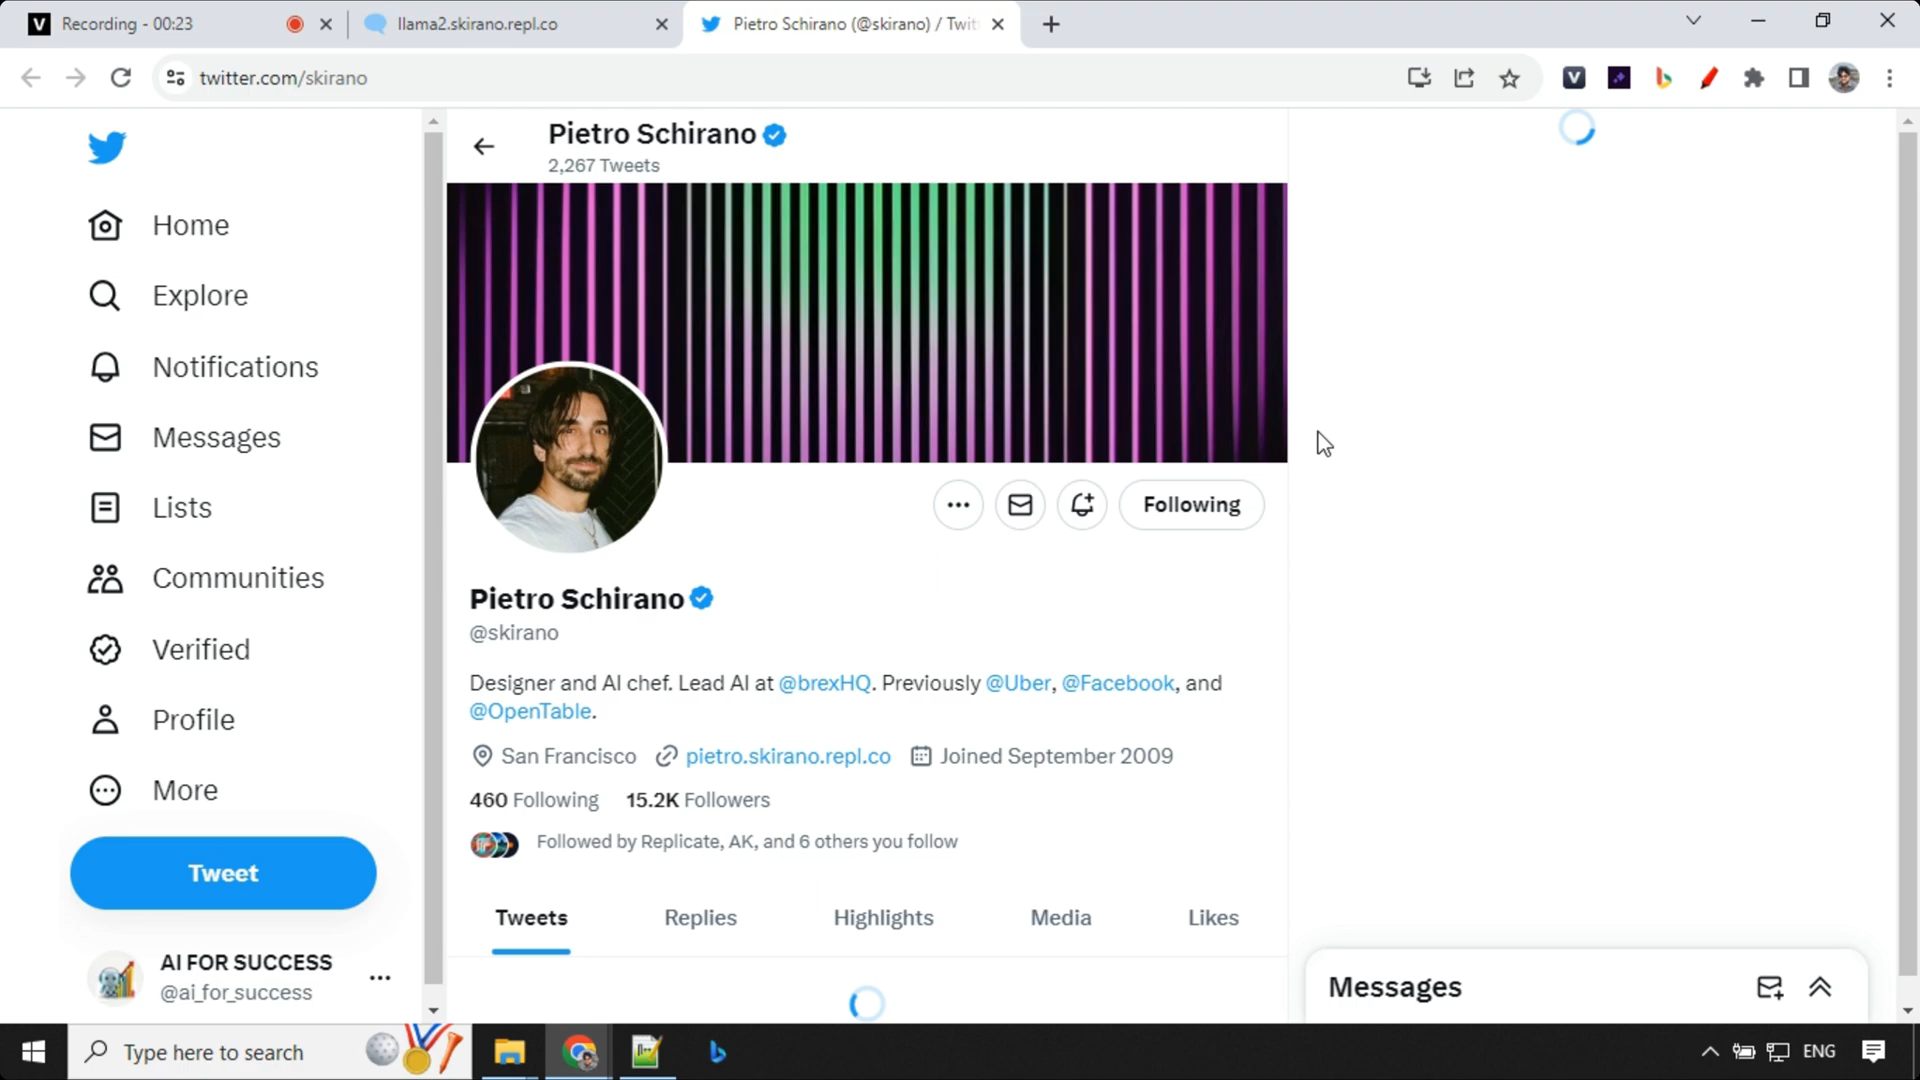 Recording - 00:23
llama2.skirano.repl.co
Pietro Schirano (@skirano) / Twit
twitter.com/skirano
Home
Explore
Notifications
Messages
Lists
Communities
Verified
Profile
More
Tweet
AI FOR SUCCESS
@ai_for_success
Pietro Schirano
2,267 Tweets
Following
Pietro Schirano
@skirano
Designer and AI chef. Lead AI at @brexHQ. Previously @Uber, @Facebook, and
@OpenTable.
San Francisco pietro.skirano.repl.co Joined September 2009
460 Following 15.2K Followers
Followed by Replicate, AK, and 6 others you follow
Tweets Replies Highlights Media Likes
Messages
Type here to search
ENG